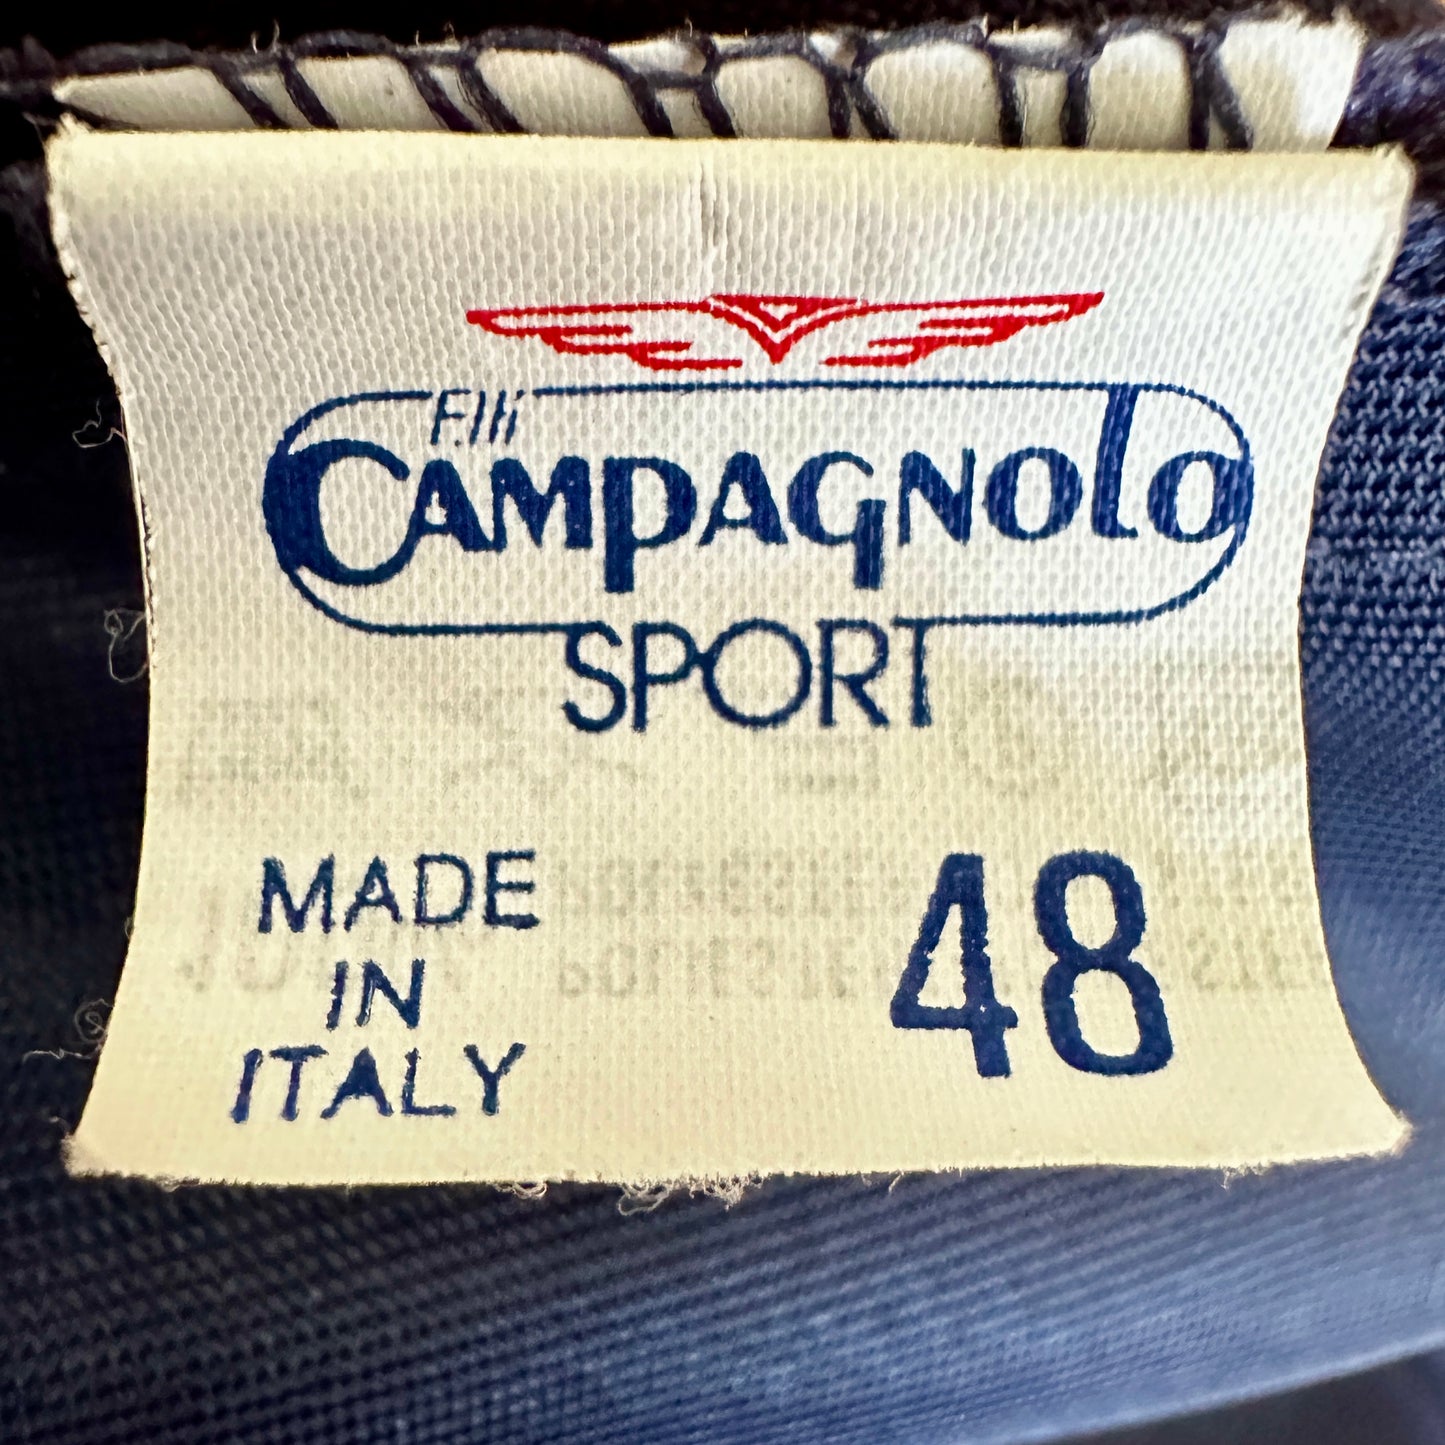 F.lli
CAMPAGNOLO
SPORT
MADE
IN
ITALY
48